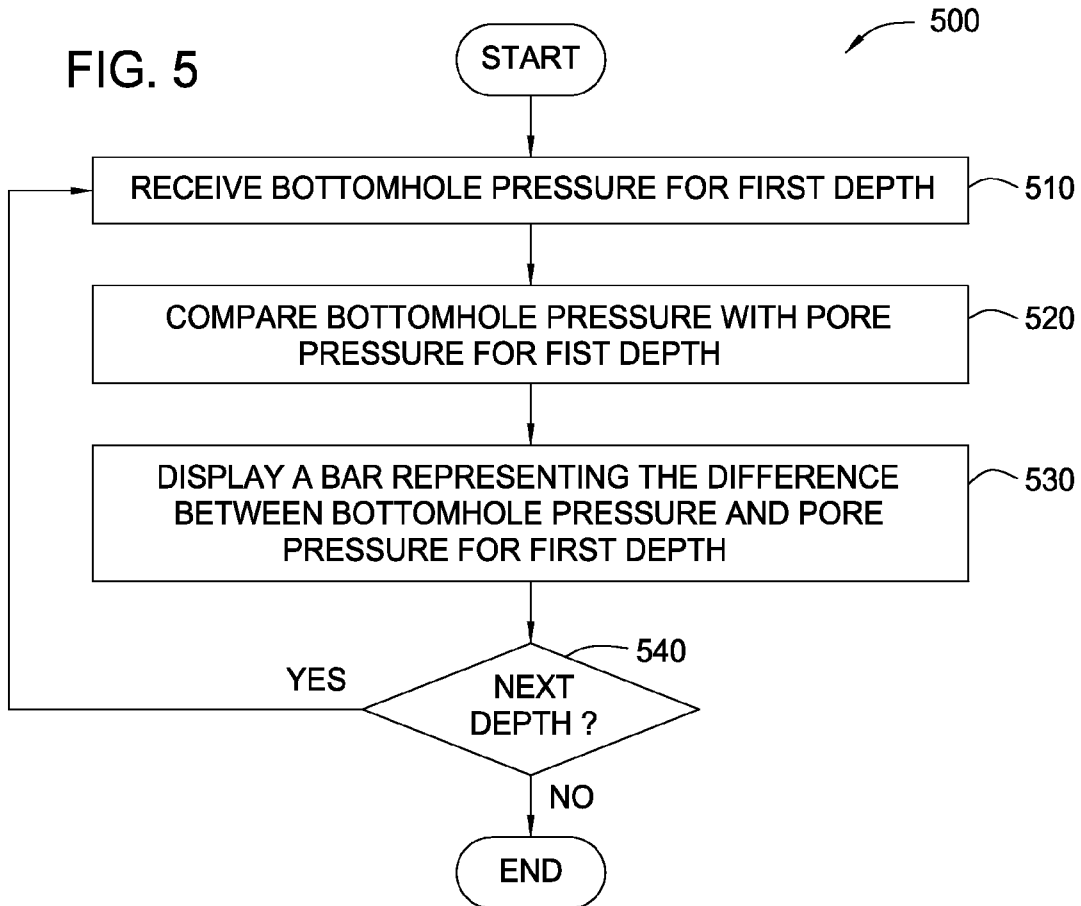 FIG. 5
500
START
RECEIVE BOTTOMHOLE PRESSURE FOR FIRST DEPTH
510
COMPARE BOTTOMHOLE PRESSURE WITH PORE
PRESSURE FOR FIST DEPTH
520
DISPLAY A BAR REPRESENTING THE DIFFERENCE
BETWEEN BOTTOMHOLE PRESSURE AND PORE
PRESSURE FOR FIRST DEPTH
530
540
YES
NEXT
DEPTH ?
NO
END